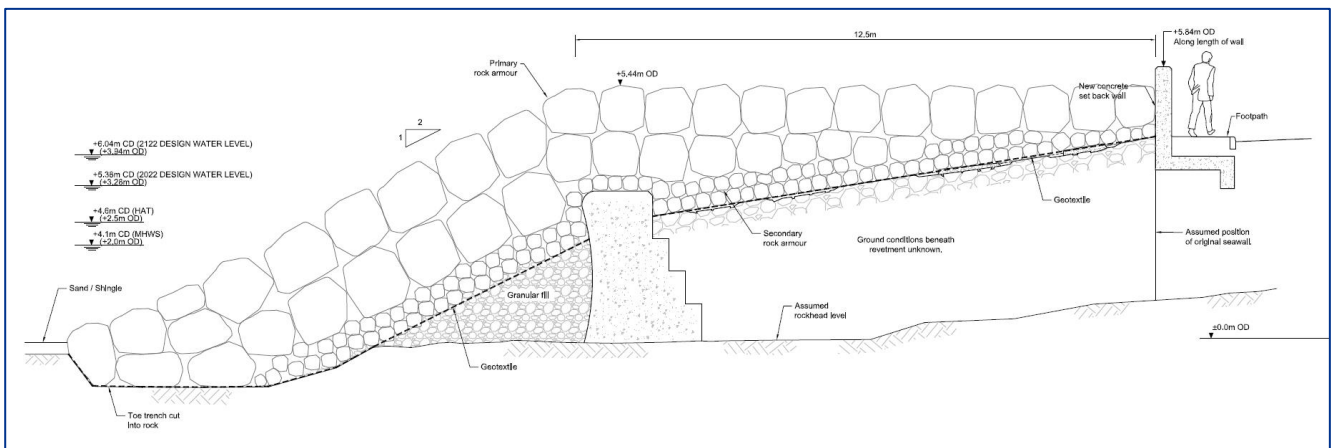 12.5m
+5.84m OD
Along length of wall
Primary
rock armour
+5.44m OD
New concrete
set back wall
Footpath
2
1
+6.04m CD (2122 DESIGN WATER LEVEL)
(+3.94m OD)
+5.38m CD (2022 DESIGN WATER LEVEL)
(+3.28m OD)
+4.6m CD (HAT)
(+2.5m OD)
+4.1m CD (MHWS)
(+2.0m OD)
Geotextile
Secondary
rock armour
Ground conditions beneath
revetment unknown.
Assumed position
of original seawall.
Sand / Shingle
Granular fill
Assumed
rockhead level
±0.0m OD
Geotextile
Toe trench cut
into rock